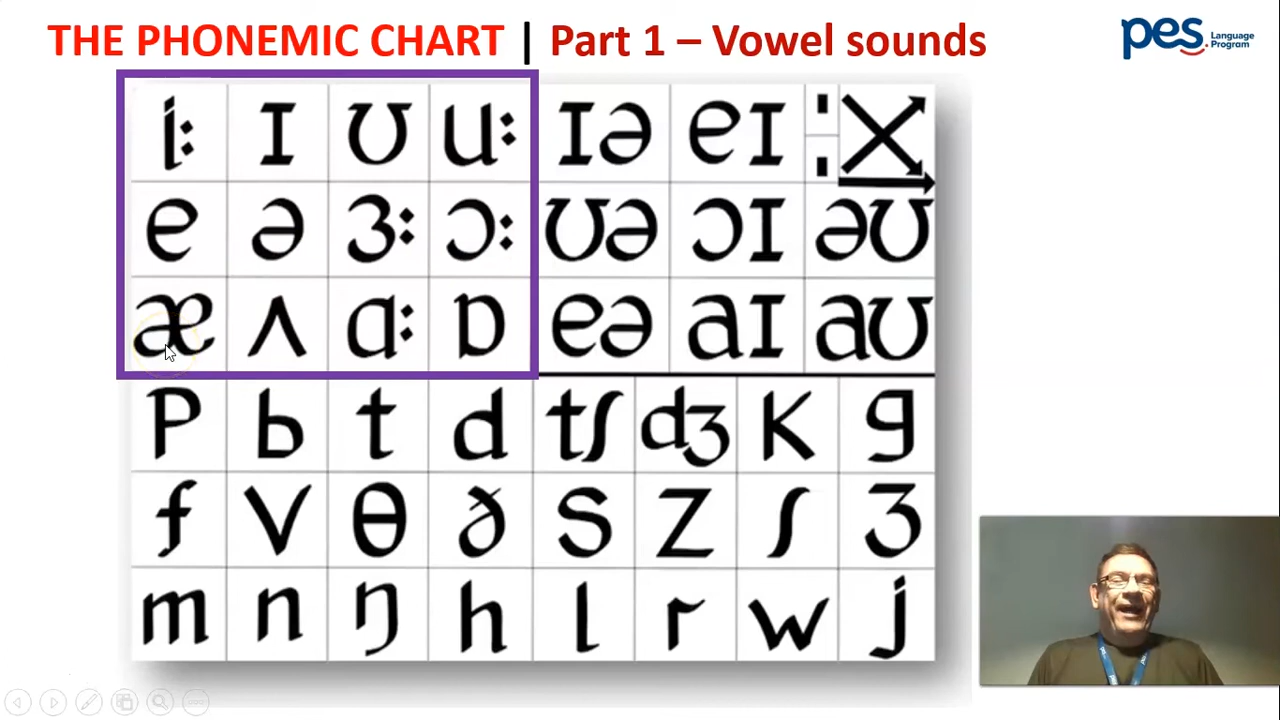 THE PHONEMIC CHART | Part 1 – Vowel sounds
pes. Language Program
iː ɪ ʊ uː ɪə eɪ ˈ ˌ
e ə ɜː ɔː ʊə ɔɪ əʊ
æ ʌ ɑː ɒ eə aɪ aʊ
p b t d tʃ dʒ k g
f v θ ð s z ʃ ʒ
m n ŋ h l r w j